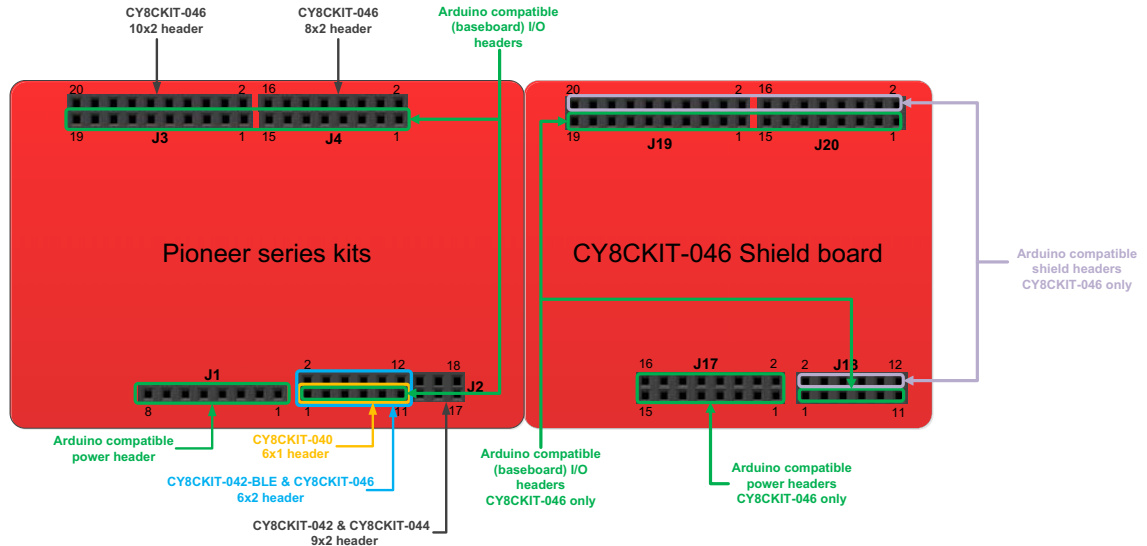 CY8CKIT-046
10x2 header
CY8CKIT-046
8x2 header
Arduino compatible
(baseboard) I/O
headers
20 2 16 2
19 J3 1 15 J4 1
20 2 16 2
19 J19 1 15 J20 1
Pioneer series kits
CY8CKIT-046 Shield board
Arduino compatible
shield headers
CY8CKIT-046 only
J1
8 1
2 12 18
J2
1 11 17
16 J17 2
15 1
2 J18 12
1 11
Arduino compatible
power header
CY8CKIT-040
6x1 header
CY8CKIT-042-BLE & CY8CKIT-046
6x2 header
CY8CKIT-042 & CY8CKIT-044
9x2 header
Arduino compatible
(baseboard) I/O
headers
CY8CKIT-046 only
Arduino compatible
power headers
CY8CKIT-046 only